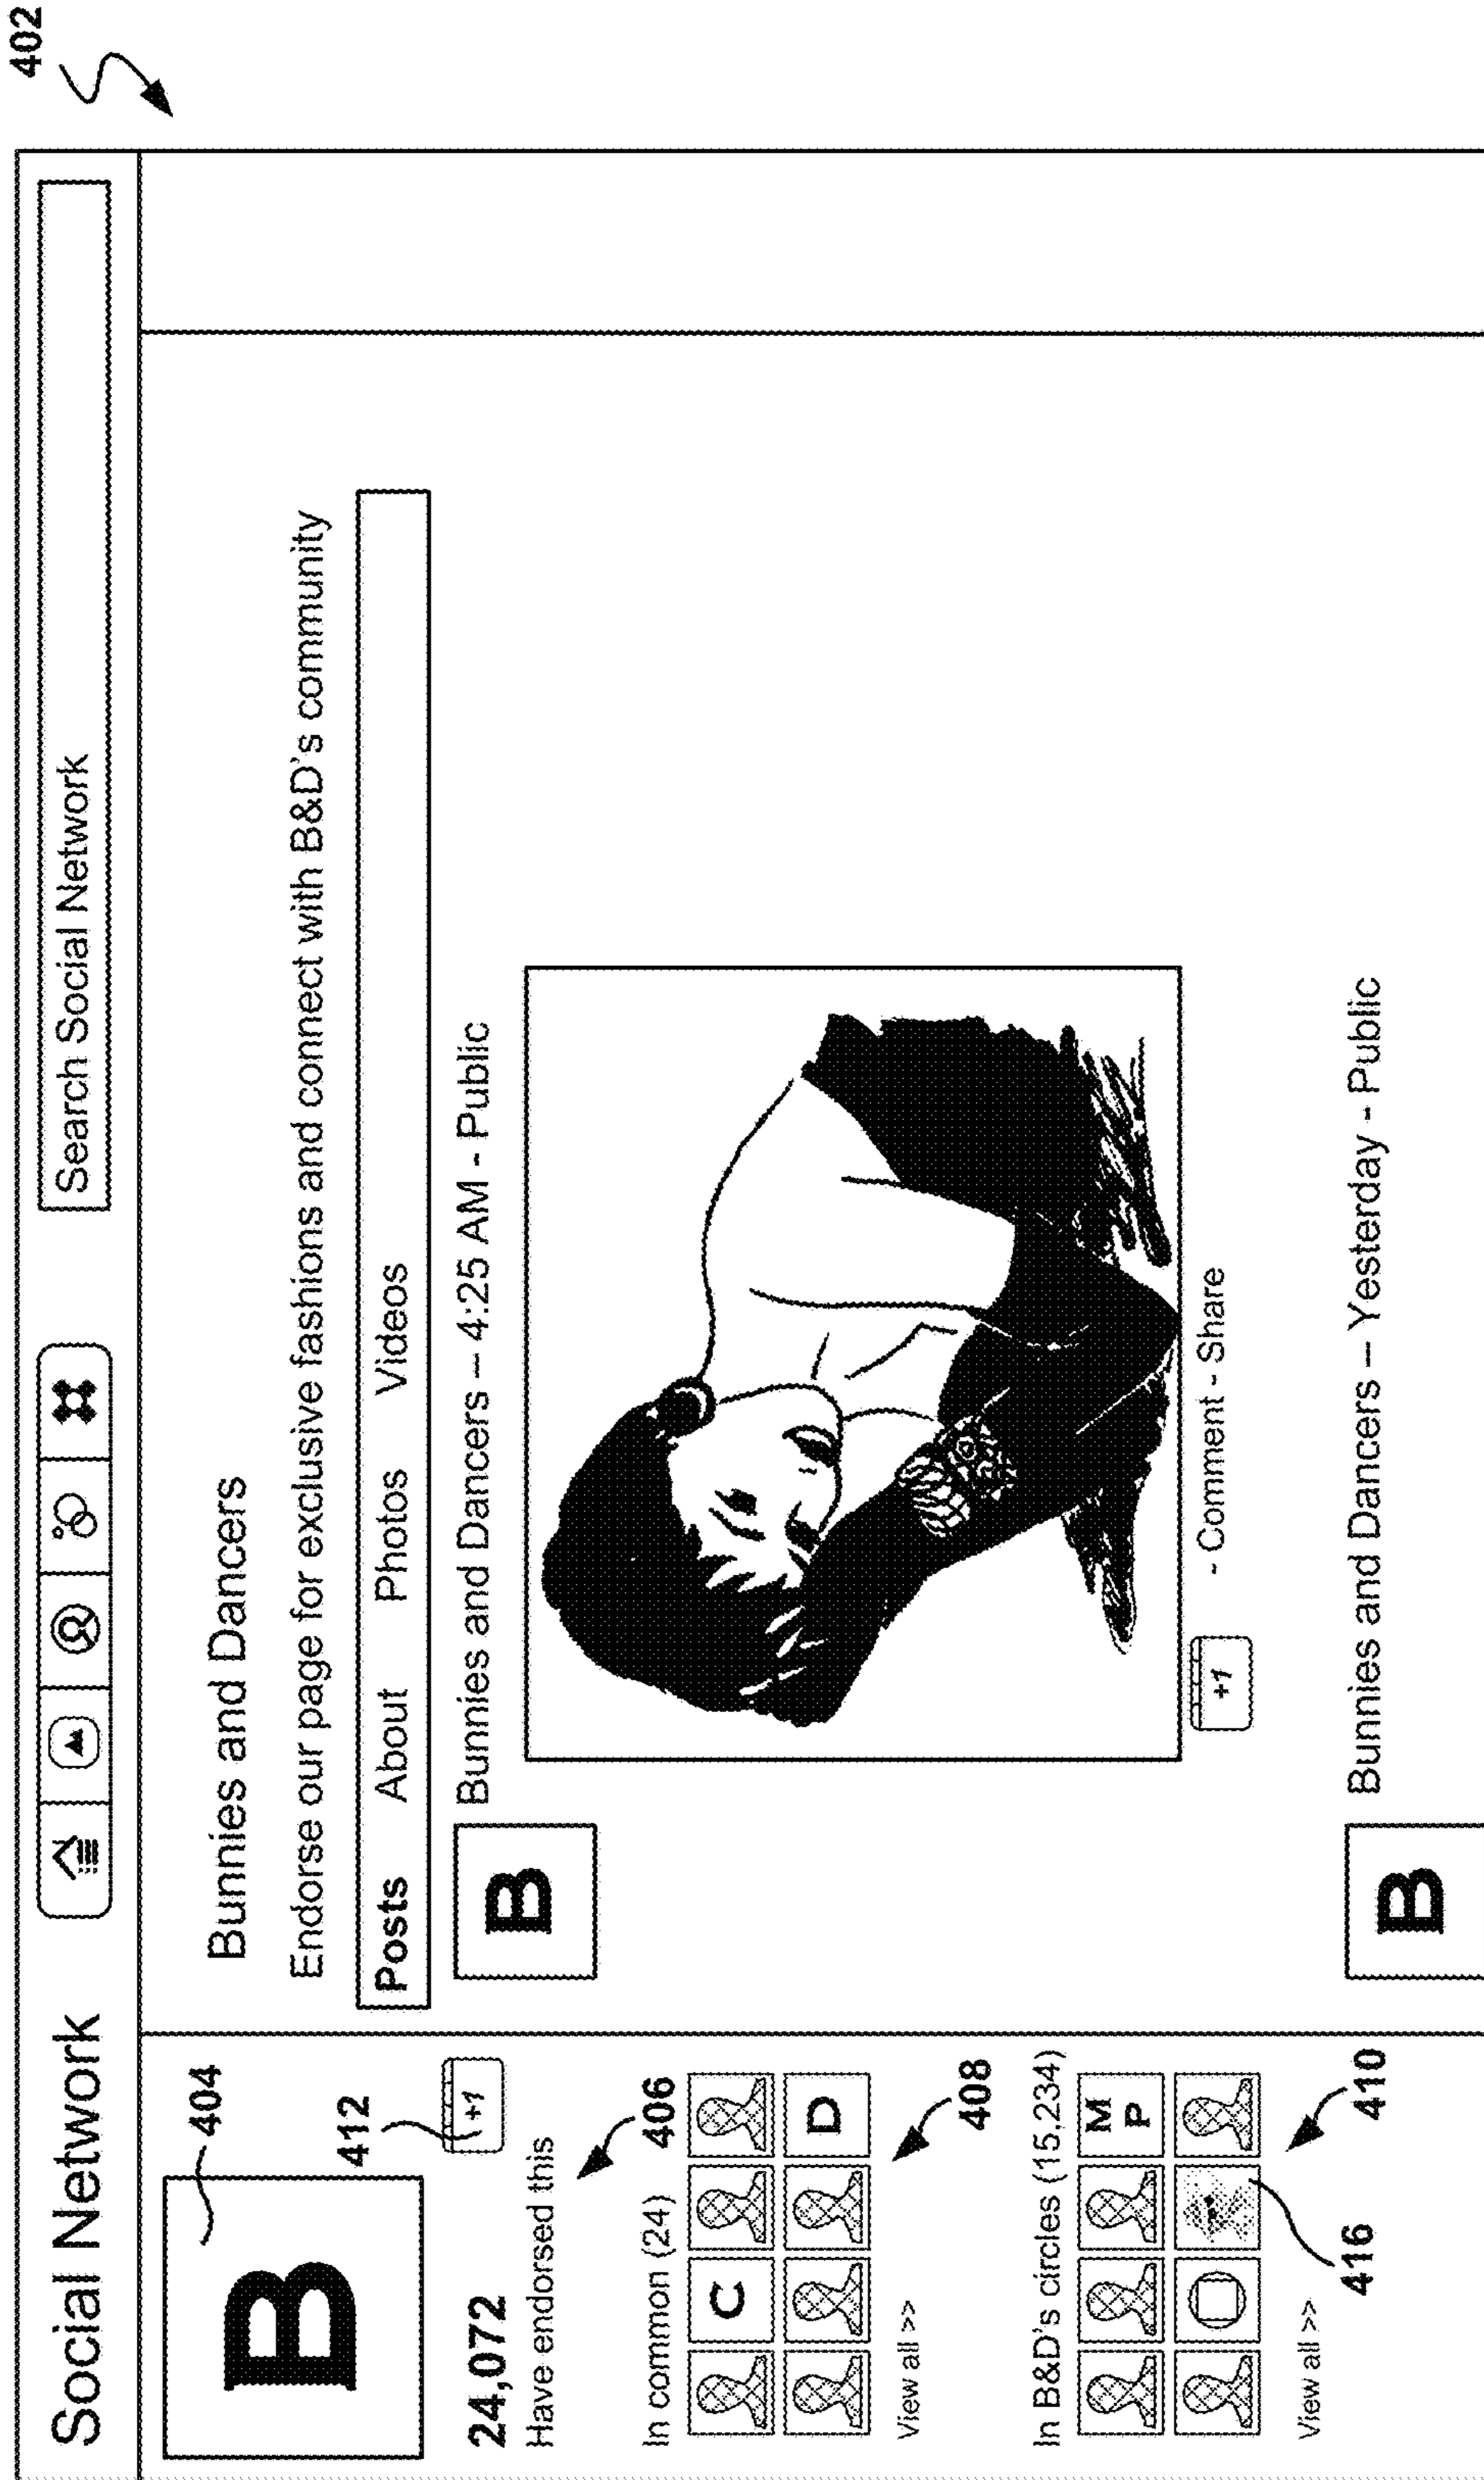 402
Social Network
Search Social Network
B
404
412
+1
24,072
Have endorsed this
406
In common (24)
C
D
View all >>
408
In B&D's circles (15,234)
M
P
View all >>
416
410
Bunnies and Dancers
Endorse our page for exclusive fashions and connect with B&D's community
Posts About Photos Videos
B
Bunnies and Dancers – 4:25 AM - Public
+1 - Comment - Share
B
Bunnies and Dancers – Yesterday - Public